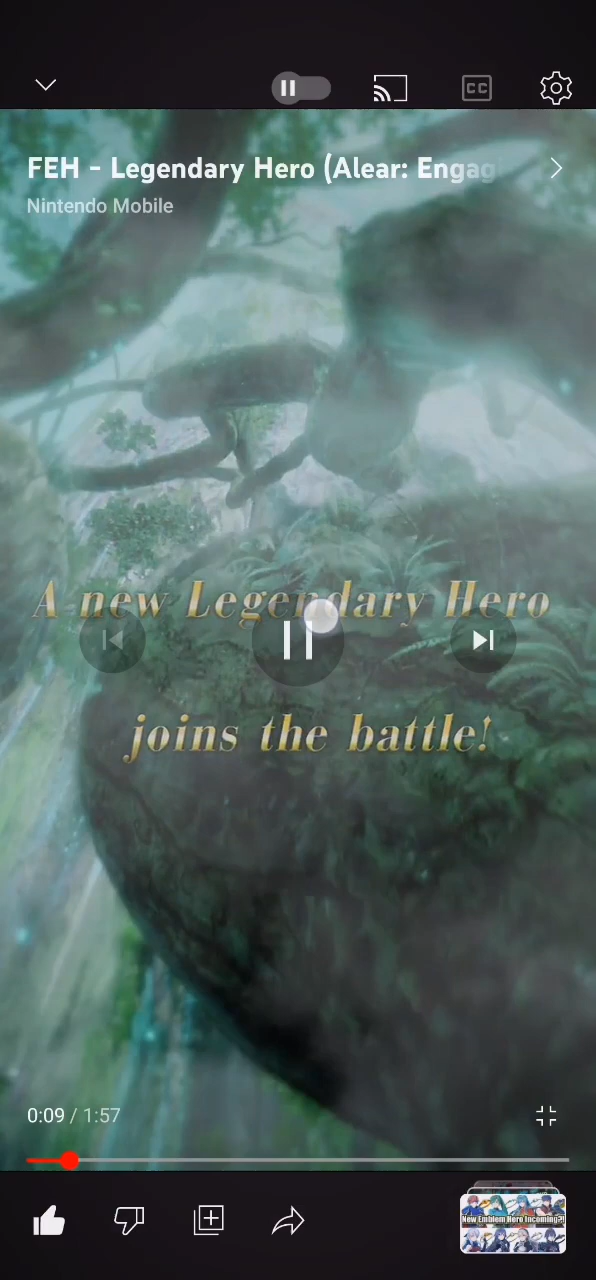 CC
FEH - Legendary Hero (Alear: Engag
Nintendo Mobile
A new Legendary Hero
joins the battle!
0:09 / 1:57
New Emblem Hero Incoming?!